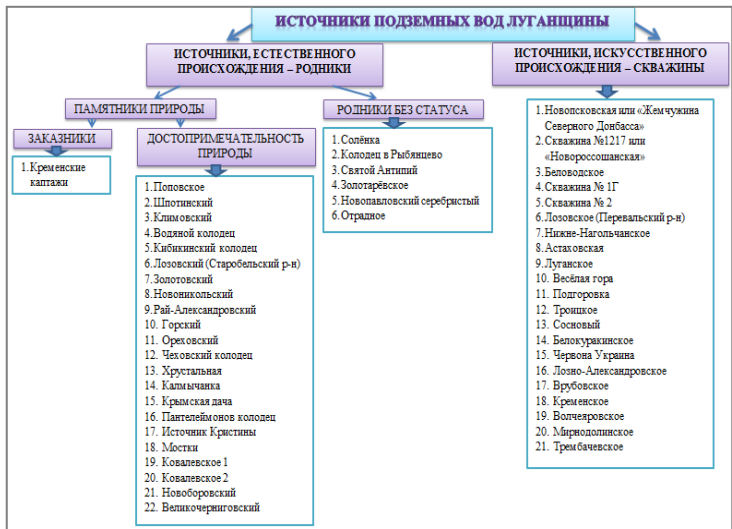 ИСТОЧНИКИ ПОДЗЕМНЫХ ВОД ЛУГАНЩИНЫ
ИСТОЧНИКИ, ЕСТЕСТВЕННОГО
ПРОИСХОЖДЕНИЯ – РОДНИКИ
ИСТОЧНИКИ, ИСКУССТВЕННОГО
ПРОИСХОЖДЕНИЯ – СКВАЖИНЫ
ПАМЯТНИКИ ПРИРОДЫ
РОДНИКИ БЕЗ СТАТУСА
ЗАКАЗНИКИ
ДОСТОПРИМЕЧАТЕЛЬНОСТЬ
ПРИРОДЫ
1. Кременские
каптажи
1. Поповское
2. Шпотинский
3. Климовский
4. Водяной колодец
5. Кибикинский колодец
6. Лозовский (Старобельский р-н)
7. Золотовский
8. Новоникольский
9. Рай-Александровский
10. Горский
11. Ореховский
12. Чеховский колодец
13. Хрустальная
14. Калмычанка
15. Крымская дача
16. Пантелеймонов колодец
17. Источник Кристины
18. Мостки
19. Ковалевское 1
20. Ковалевское 2
21. Новоборовский
22. Великочерниговский
1. Солёнка
2. Колодец в Рыбянцево
3. Святой Антипий
4. Золотарёвское
5. Новопавловский серебристый
6. Отрадное
1. Новопсковская или «Жемчужина
Северного Донбасса»
2. Скважина №1217 или
«Новороссошанская»
3. Беловодское
4. Скважина № 1Г
5. Скважина № 2
6. Лозовское (Перевальский р-н)
7. Нижне-Нагольчанское
8. Астаховская
9. Луганское
10. Весёлая гора
11. Подгоровка
12. Троицкое
13. Сосновый
14. Белокуракинское
15. Червона Украина
16. Лозно-Александровское
17. Врубовское
18. Кременское
19. Волчеяровское
20. Мирнодолинское
21. Трембачевское